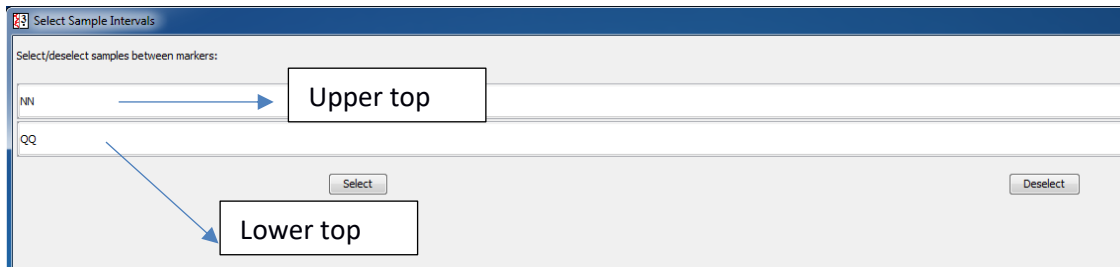 Select Sample Intervals
Select/deselect samples between markers:
NN
Upper top
QQ
Select
Deselect
Lower top